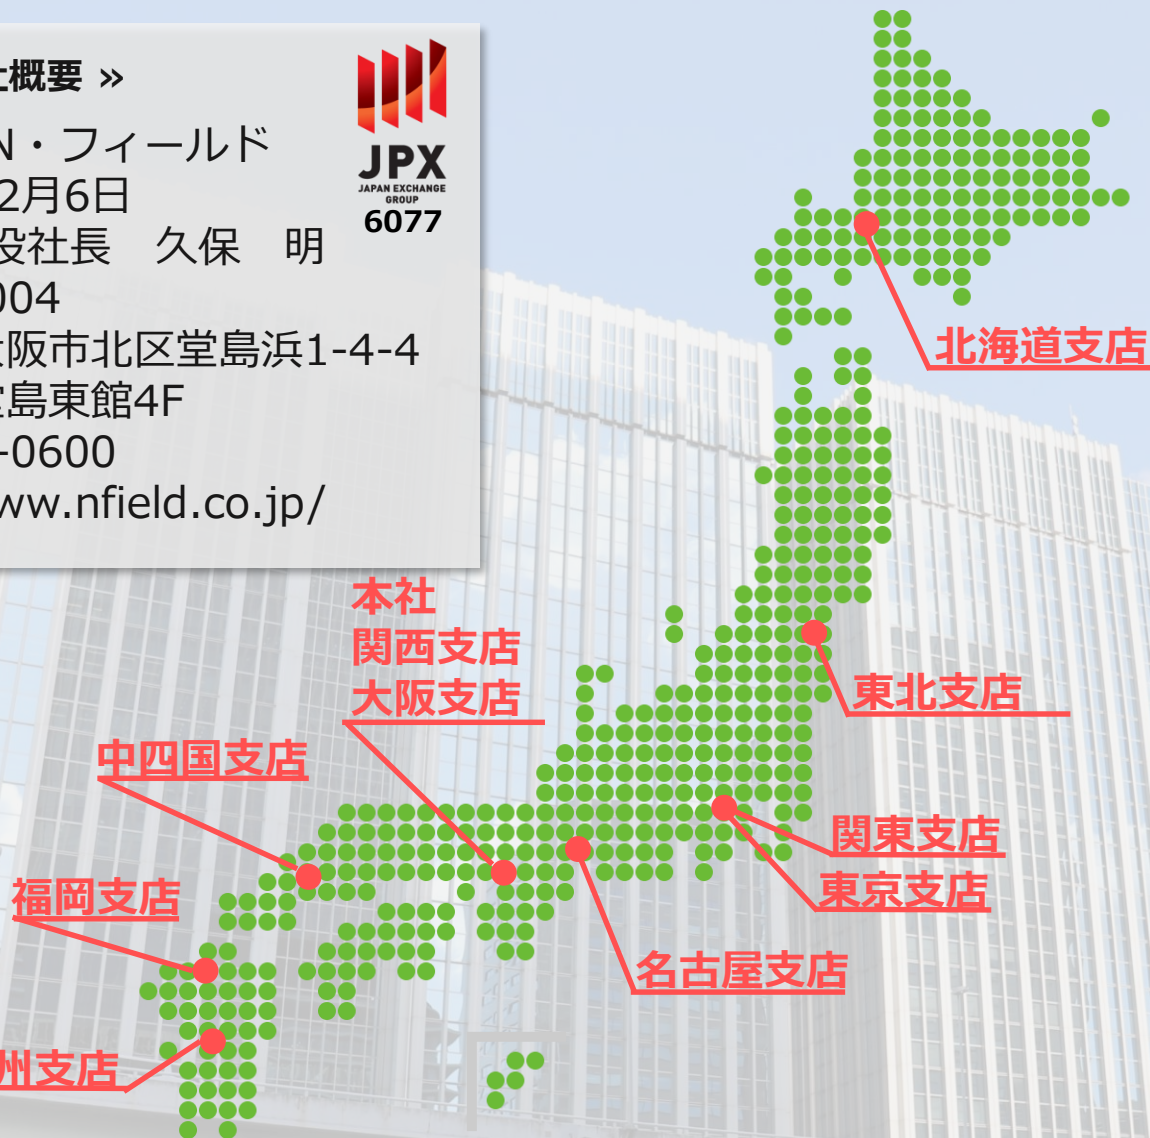 社概要 »
N・フィールド
2月6日
役社長　久保　明
004
大阪市北区堂島浜1-4-4
堂島東館4F
-0600
ww.nfield.co.jp/
JPX
JAPAN EXCHANGE
GROUP
6077
北海道支店
本社
関西支店
大阪支店
東北支店
中四国支店
関東支店
東京支店
福岡支店
名古屋支店
州支店